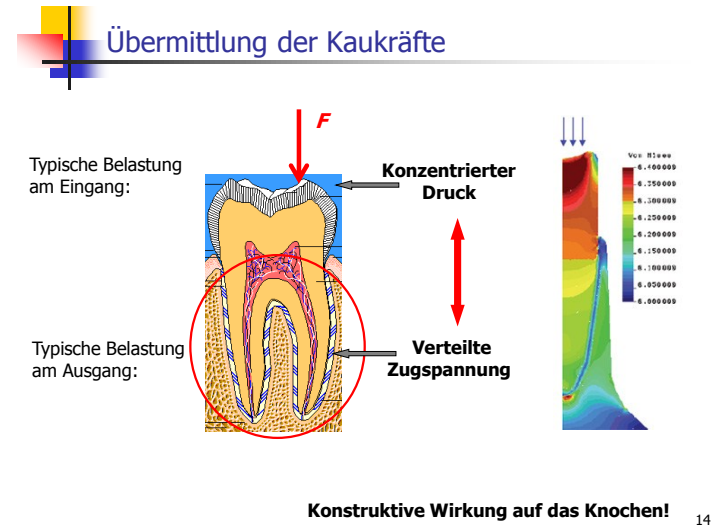 Übermittlung der Kaukräfte
F
Typische Belastung
am Eingang:
Konzentrierter
Druck
Typische Belastung
am Ausgang:
Verteilte
Zugspannung
Von Mises
Konstruktive Wirkung auf das Knochen!
14